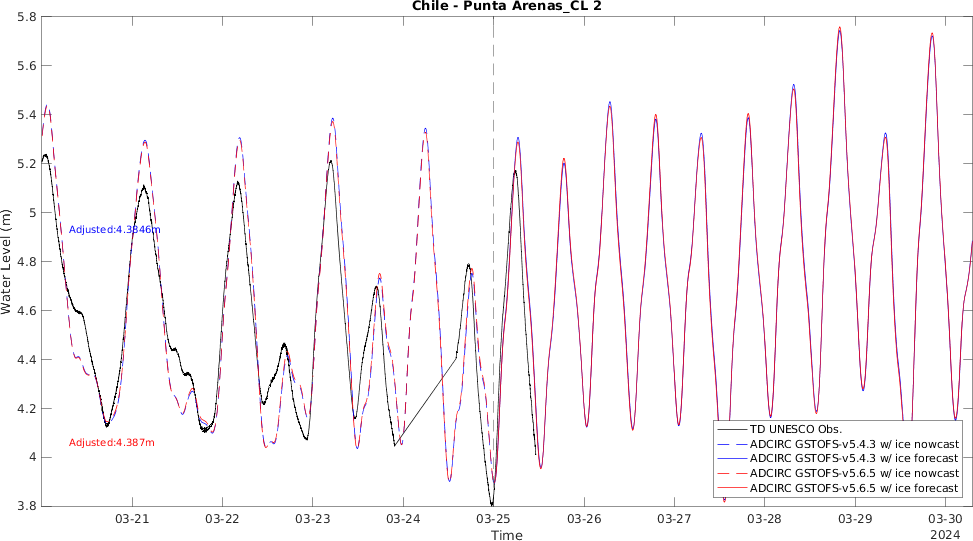 Chile - Punta Arenas_CL 2
5.8
5.6
5.4
5.2
5
4.8
4.6
4.4
4.2
4
3.8
Water Level (m)
Adjusted:4.3846m
Adjusted:4.387m
TD UNESCO Obs.
ADCIRC GSTOFS-v5.4.3 w/ ice nowcast
ADCIRC GSTOFS-v5.4.3 w/ ice forecast
ADCIRC GSTOFS-v5.6.5 w/ ice nowcast
ADCIRC GSTOFS-v5.6.5 w/ ice forecast
03-21 03-22 03-23 03-24 03-25 03-26 03-27 03-28 03-29 03-30
Time
2024